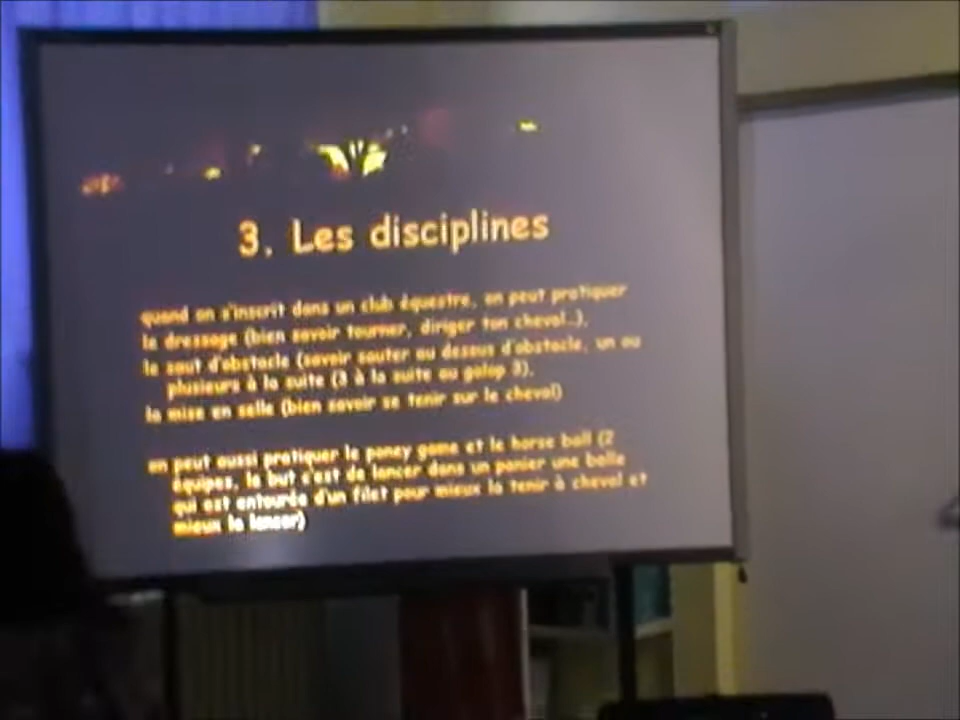 3. Les disciplines
quand on s'inscrit dans un club équestre, on peut pratiquer
le dressage (bien savoir tourner, diriger ton cheval...),
le saut d'obstacle (savoir sauter au dessus d'obstacle, un ou
plusieurs à la suite (3 à la suite au galop 3),
la mise en selle (bien savoir se tenir sur le cheval)
on peut aussi pratiquer le poney game et le horse ball (2
équipes, le but s'est de lancer dans un panier une balle
qui est entourée d'un filet pour mieux la tenir à cheval et
mieux la lancer)